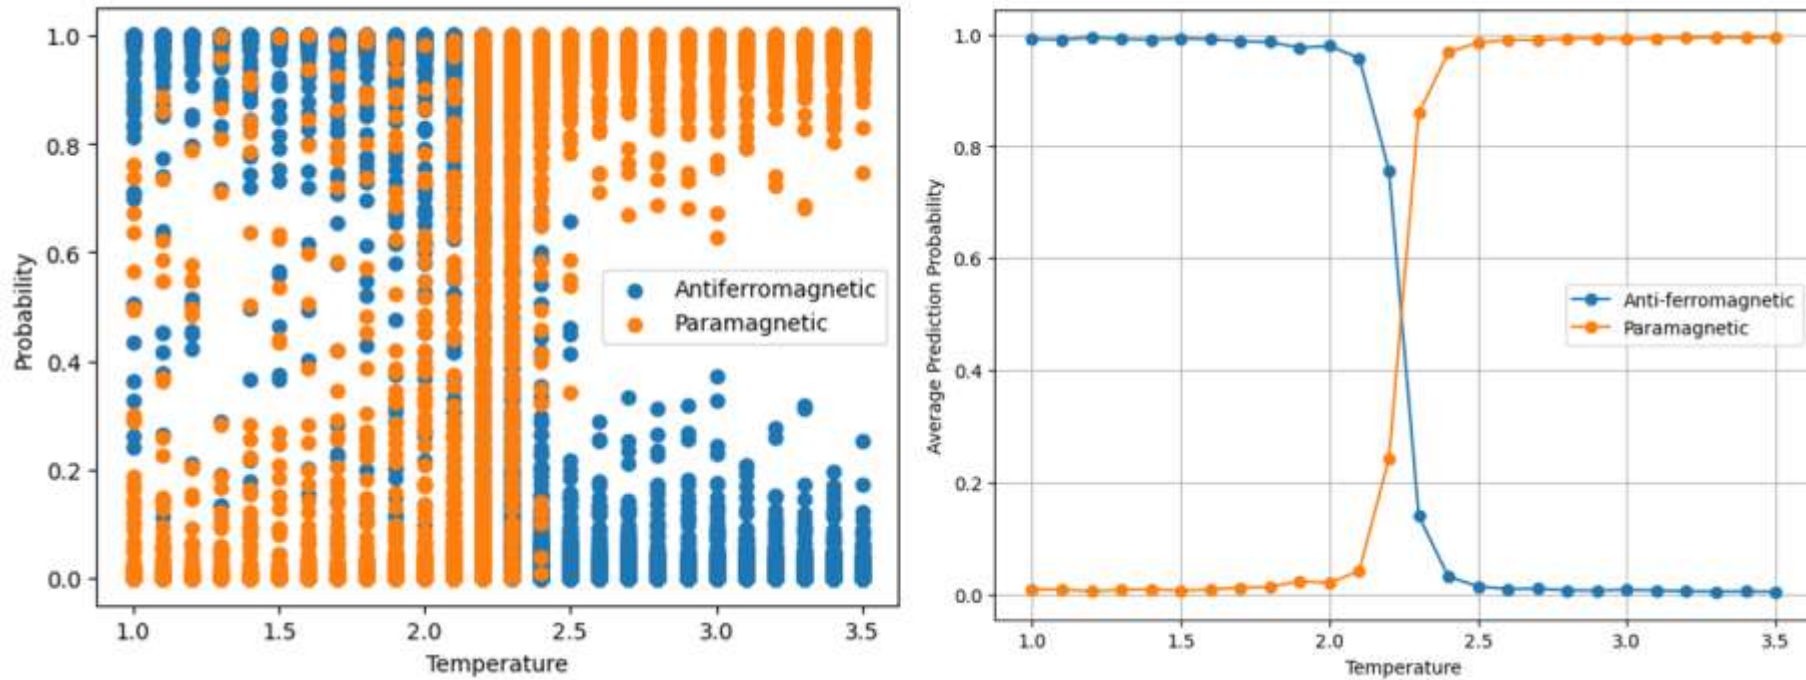 1.0
0.8
0.6
0.4
0.2
0.0
Probability
1.0 1.5 2.0 2.5 3.0 3.5
Temperature
Antiferromagnetic
Paramagnetic
1.0
0.8
0.6
0.4
0.2
0.0
Average Prediction Probability
1.0 1.5 2.0 2.5 3.0 3.5
Temperature
Anti-ferromagnetic
Paramagnetic